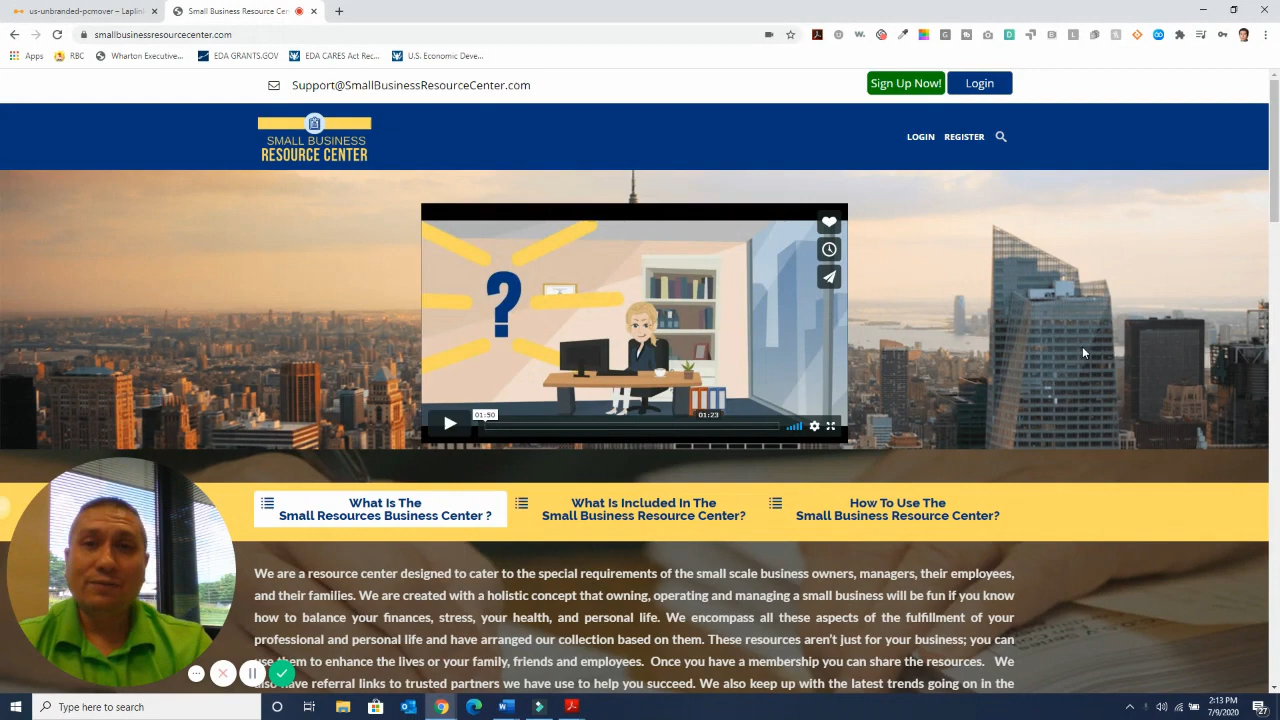 us-unbranded-pcmover - Laplin
Small Business Resource Cen
smallbusinessresourcecenter.com
Apps
RBC
Wharton Executive...
EDA GRANTS.GOV
EDA CARES Act Rec...
U.S. Economic Deve...
Support@SmallBusinessResourceCenter.com
Sign Up Now!
Login
SMALL BUSINESS
RESOURCE CENTER
LOGIN
REGISTER
?
01:50
01:23
What Is The
Small Resources Business Center ?
What Is Included In The
Small Business Resource Center?
How To Use The
Small Business Resource Center?
We are a resource center designed to cater to the special requirements of the small scale business owners, managers, their employees,
and their families. We are created with a holistic concept that owning, operating and managing a small business will be fun if you know
how to balance your finances, stress, your health, and personal life. We encompass all these aspects of the fulfillment of your
professional and personal life and have arranged our collection based on them. These resources aren't just for your business; you can
use them to enhance the lives or your family, friends and employees. Once you have a membership you can share the resources. We
also have referral links to trusted partners we have use to help you succeed. We also keep up with the latest trends going on in the
Type here to search
2:13 PM
7/9/2020
27